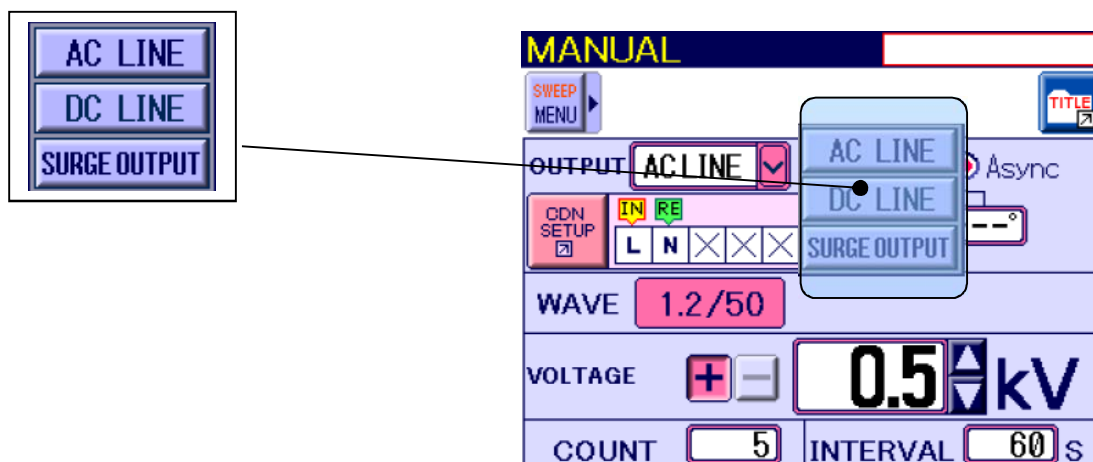 AC LINE
DC LINE
SURGE OUTPUT
MANUAL
SWEEP
MENU
TITLE
OUTPUT AC LINE
AC LINE
DC LINE
SURGE OUTPUT
Async
CDN
SETUP
IN RE
L N
--°
WAVE 1.2/50
VOLTAGE + - 0.5 kV
COUNT 5 INTERVAL 60 s